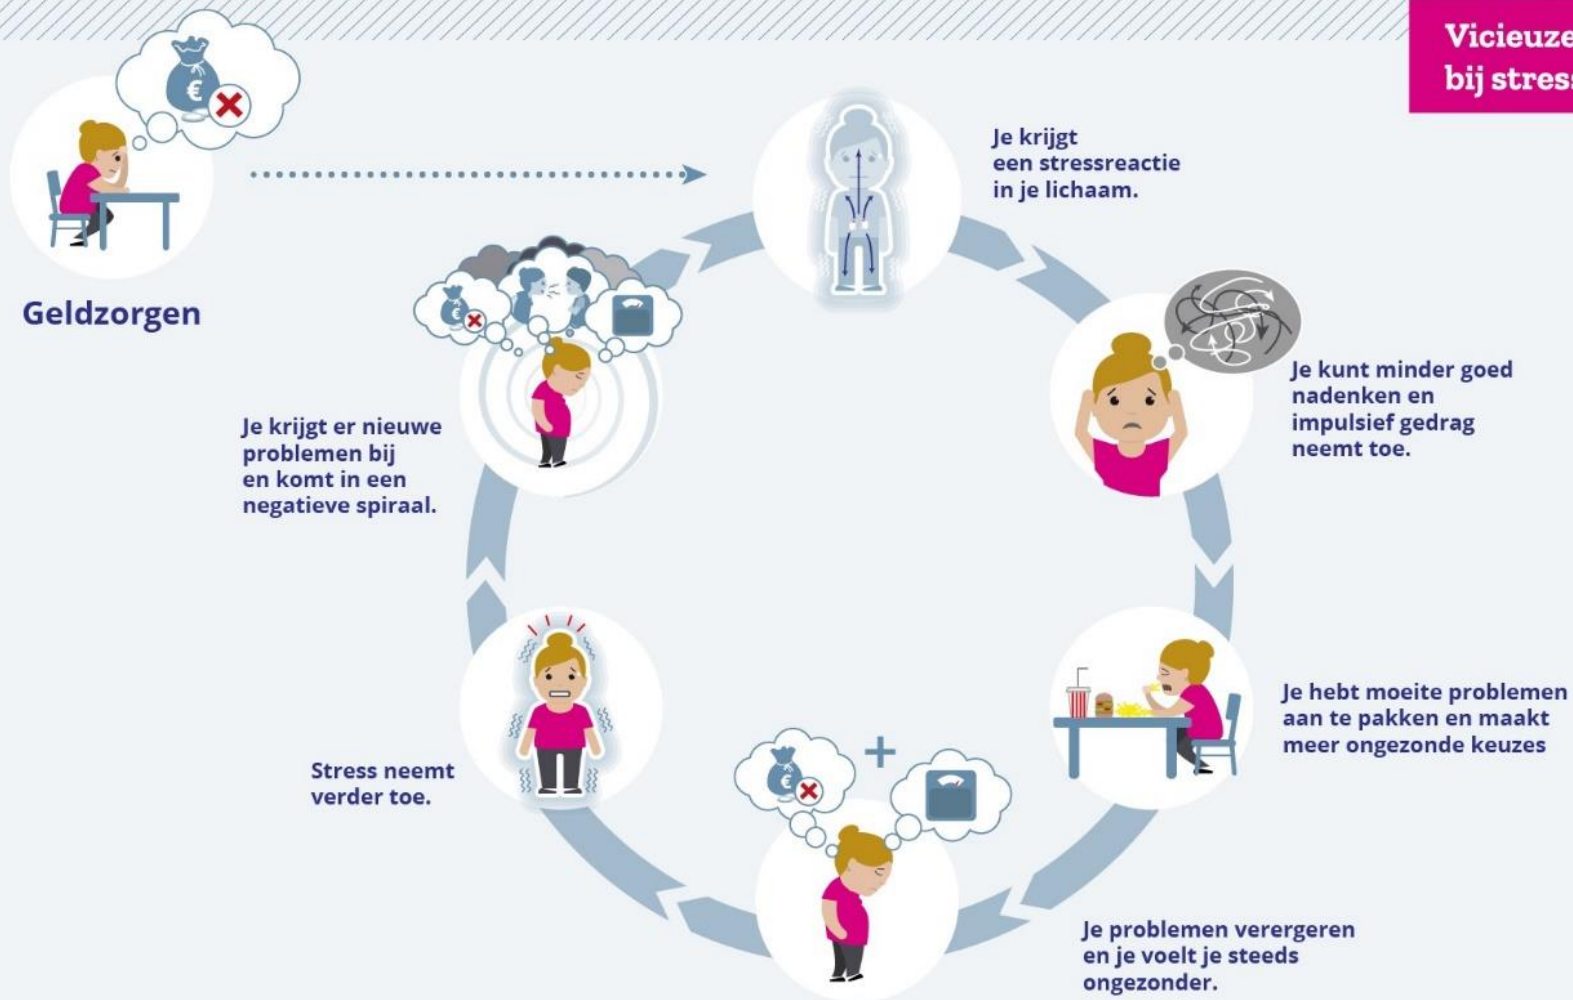 Vicieuze
bij stress
Geldzorgen
Je krijgt
een stressreactie
in je lichaam.
Je kunt minder goed
nadenken en
impulsief gedrag
neemt toe.
Je hebt moeite problemen
aan te pakken en maakt
meer ongezonde keuzes
Je problemen verergeren
en je voelt je steeds
ongezonder.
Stress neemt
verder toe.
Je krijgt er nieuwe
problemen bij
en komt in een
negatieve spiraal.